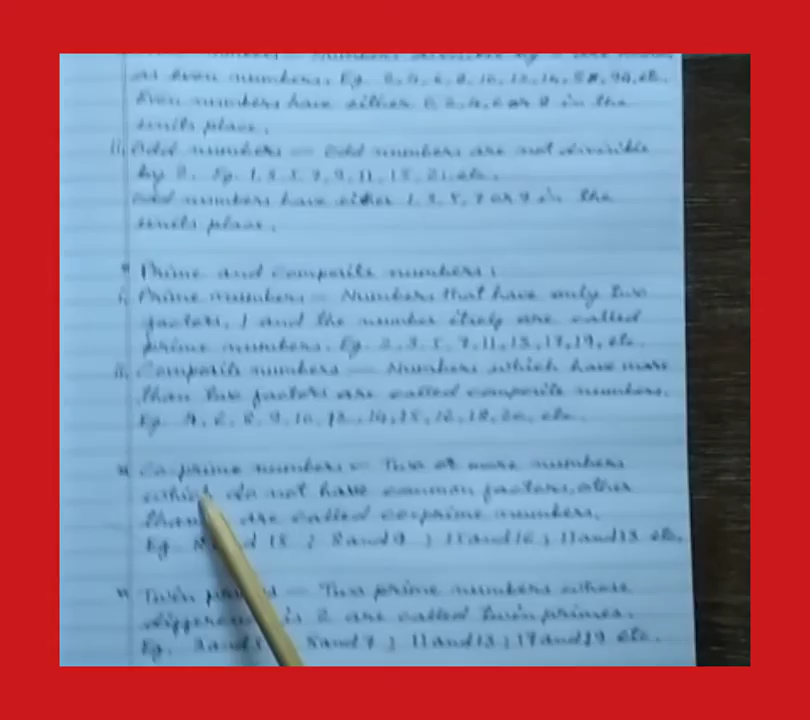 as even numbers. Eg. 2, 4, 6, 8, 10, 12, 14, etc.
Even numbers have either 0, 2, 4, 6 or 8 in the
units place.
ii. Odd numbers — Odd numbers are not divisible
by 2. Eg. 1, 3, 5, 7, 9, 11, 15, 21, etc.
Odd numbers have either 1, 3, 5, 7 or 9 in the
units place.
* Prime and composite numbers:
i. Prime numbers — Numbers that have only two
factors, 1 and the number itself are called
prime numbers. Eg. 2, 3, 5, 7, 11, 13, 17, 19, etc.
ii. Composite numbers — Numbers which have more
than two factors are called composite numbers.
Eg. 4, 6, 8, 9, 10, 12, 14, 15, 16, 18, 20, etc.
* Co-prime numbers — Two or more numbers
which do not have common factors, other
than are called co-prime numbers.
Eg. 15 ; 8 and 9 ; 15 and 16 ; 11 and 13 etc.
* Twin — Two prime numbers whose
is 2 are called twin primes.
Eg. 3 and 5 and 7 ; 11 and 13 ; 17 and 19 etc.